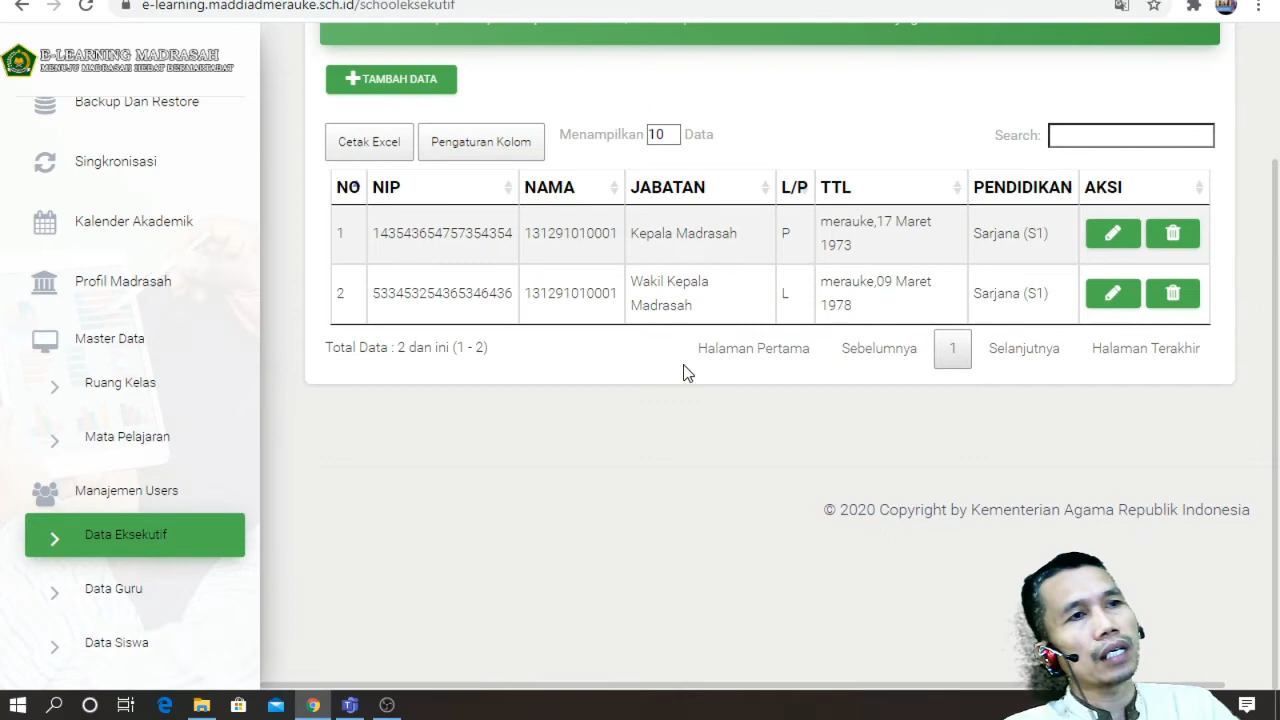 e-learning.maddiadmerauke.sch.id/schooleksekutif
E-LEARNING MADRASAH
MENUJU MADRASAH HEBAT BERMARTABAT
Backup Dan Restore
Singkronisasi
Kalender Akademik
Profil Madrasah
Master Data
Ruang Kelas
Mata Pelajaran
Manajemen Users
Data Eksekutif
Data Guru
Data Siswa
TAMBAH DATA
Cetak Excel Pengaturan Kolom Menampilkan 10 Data Search:
NO NIP NAMA JABATAN L/P TTL PENDIDIKAN AKSI
1 143543654757354354 131291010001 Kepala Madrasah P merauke,17 Maret 1973 Sarjana (S1)
2 533453254365346436 131291010001 Wakil Kepala Madrasah L merauke,09 Maret 1978 Sarjana (S1)
Total Data : 2 dan ini (1 - 2) Halaman Pertama Sebelumnya 1 Selanjutnya Halaman Terakhir
© 2020 Copyright by Kementerian Agama Republik Indonesia